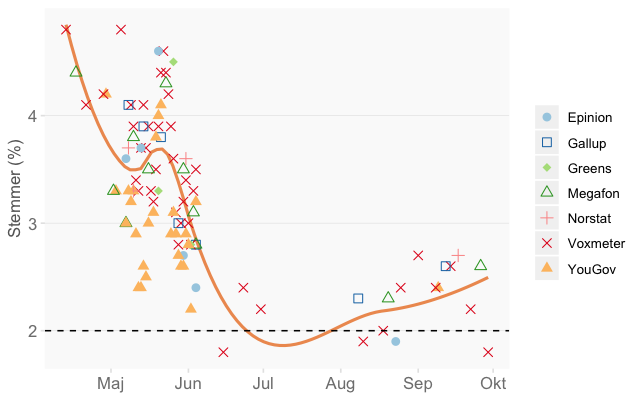 Stemmer (%)
4
3
2
Maj Jun Jul Aug Sep Okt
Epinion
Gallup
Greens
Megafon
Norstat
Voxmeter
YouGov